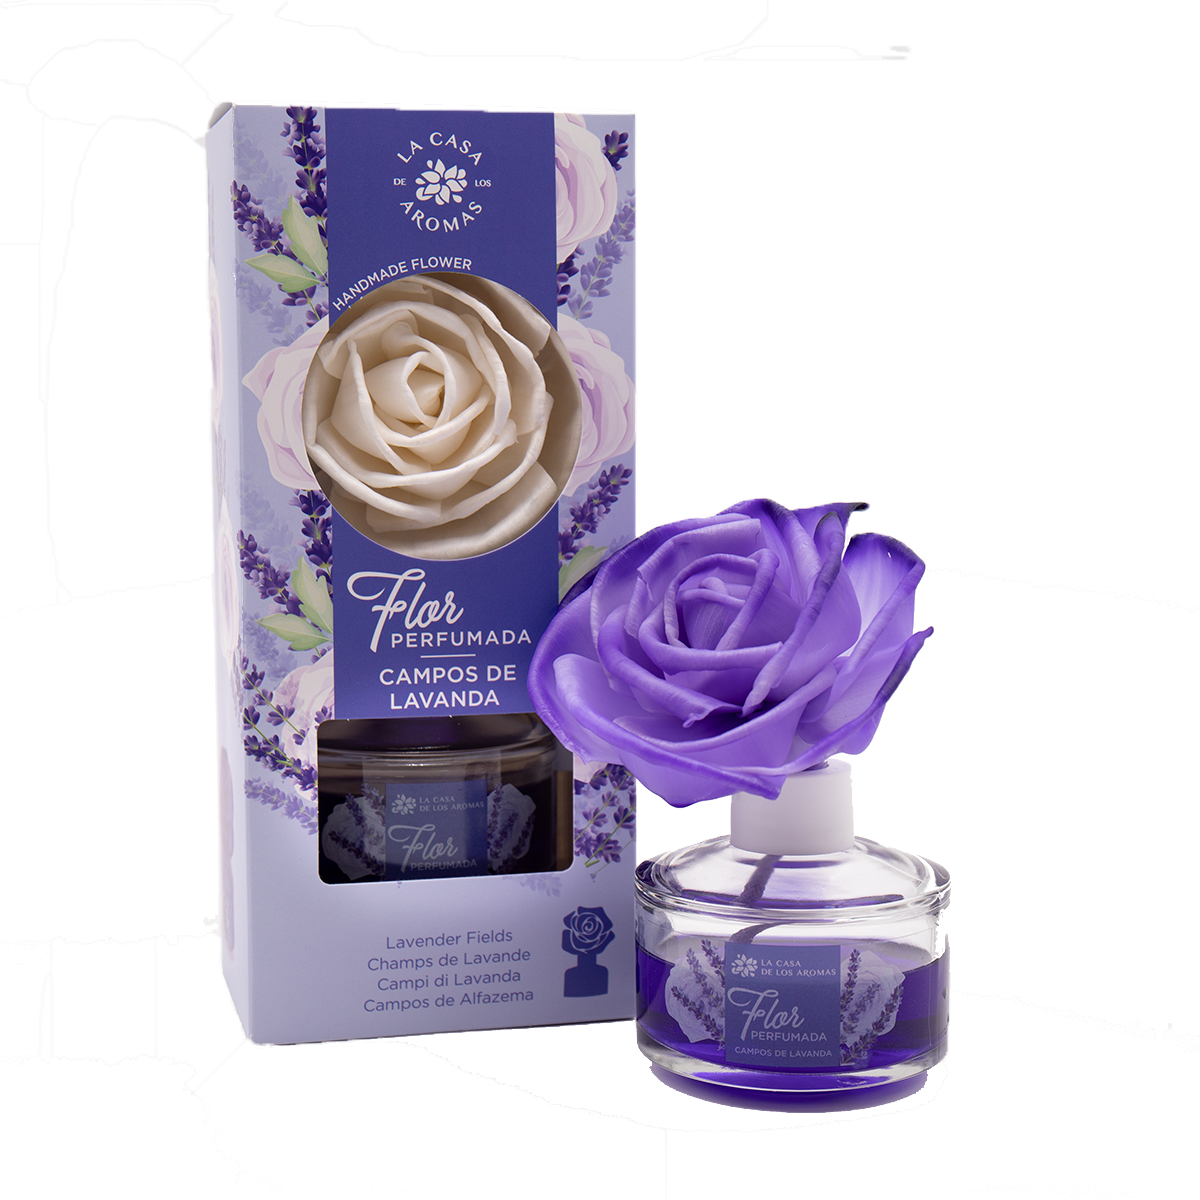 LA CASA
DE LOS
AROMAS
HANDMADE FLOWER
Flor
PERFUMADA
CAMPOS DE
LAVANDA
LA CASA
DE LOS AROMAS
Flor
PERFUMADA
Lavender Fields
Champs de Lavande
Campi di Lavanda
Campos de Alfazema
LA CASA
DE LOS AROMAS
Flor
PERFUMADA
CAMPOS DE LAVANDA